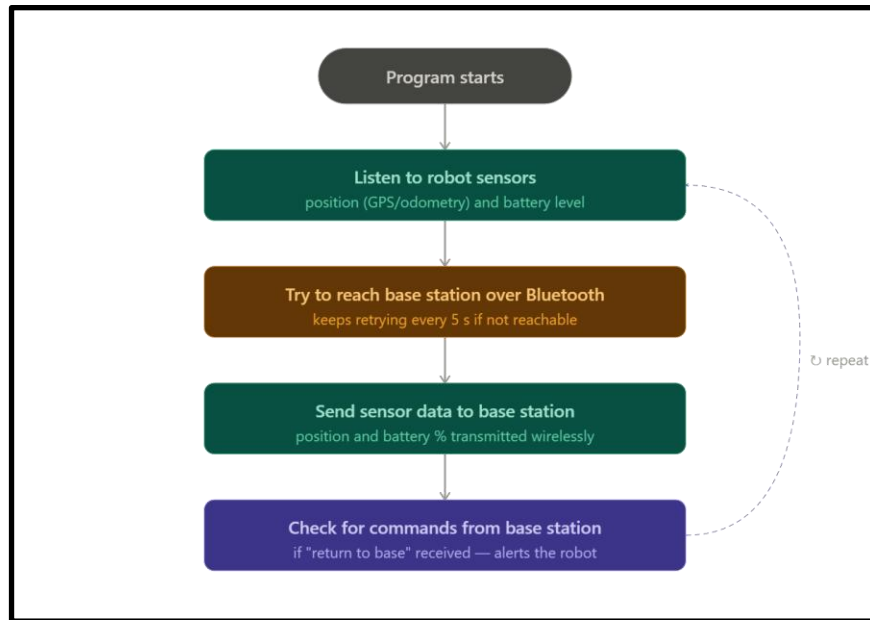 Program starts
Listen to robot sensors
position (GPS/odometry) and battery level
Try to reach base station over Bluetooth
keeps retrying every 5 s if not reachable
↻ repeat
Send sensor data to base station
position and battery % transmitted wirelessly
Check for commands from base station
if "return to base" received — alerts the robot